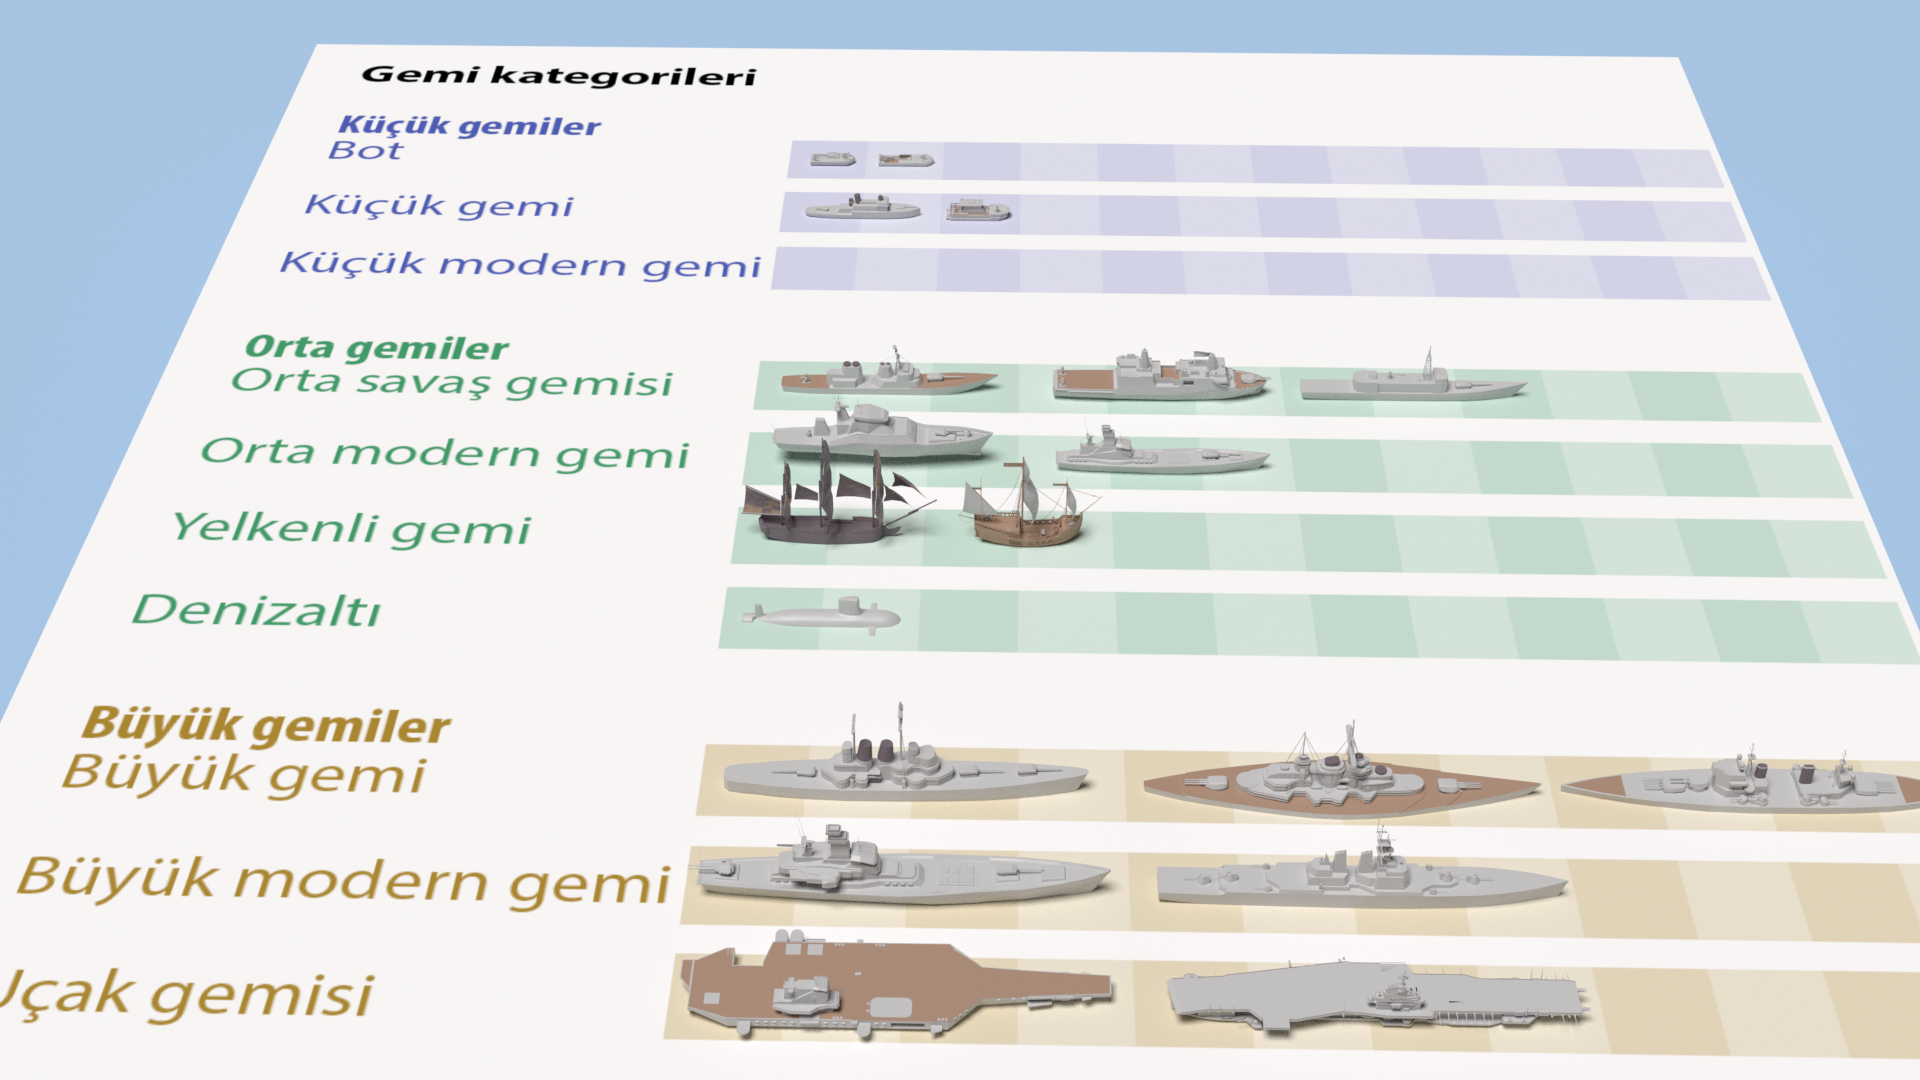 Gemi kategorileri
Küçük gemiler
Bot
Küçük gemi
Küçük modern gemi
Orta gemiler
Orta savaş gemisi
Orta modern gemi
Yelkenli gemi
Denizaltı
Büyük gemiler
Büyük gemi
Büyük modern gemi
Uçak gemisi